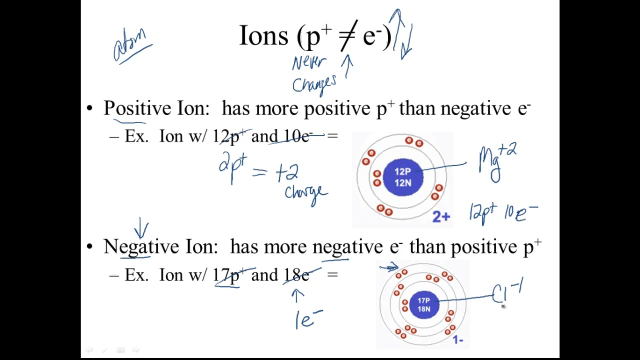 atom
Ions (p⁺ ≠ e⁻)
Never
Changes
• Positive Ion: has more positive p⁺ than negative e⁻
– Ex. Ion w/ 12p⁺ and 10e⁻ =
2p⁺ = +2
charge
12P
12N
2+
Mg⁺²
12p⁺ 10e⁻
• Negative Ion: has more negative e⁻ than positive p⁺
– Ex. Ion w/ 17p⁺ and 18e⁻ =
1e⁻
17P
18N
1-
Cl⁻¹